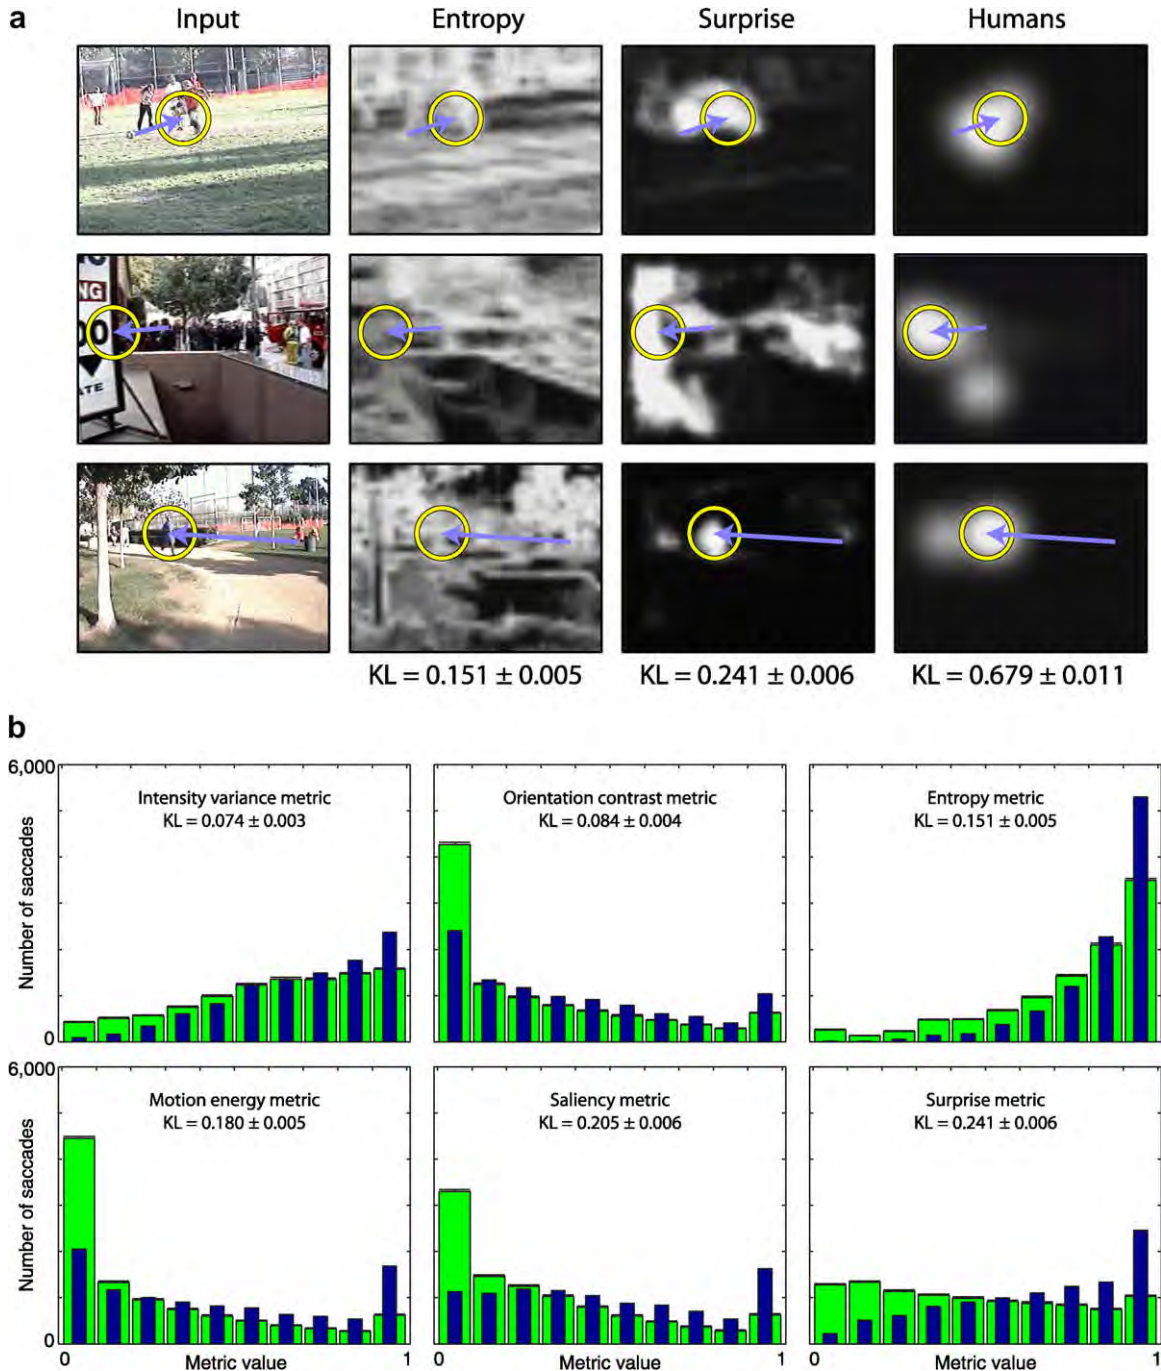 a
Input Entropy Surprise Humans
NG
00
ATE
KL = 0.151 ± 0.005 KL = 0.241 ± 0.006 KL = 0.679 ± 0.011
b
6,000
Number of saccades
0
Intensity variance metric
KL = 0.074 ± 0.003
Orientation contrast metric
KL = 0.084 ± 0.004
Entropy metric
KL = 0.151 ± 0.005
6,000
Number of saccades
0
Motion energy metric
KL = 0.180 ± 0.005
Saliency metric
KL = 0.205 ± 0.006
Surprise metric
KL = 0.241 ± 0.006
0 Metric value 1 0 Metric value 1 0 Metric value 1